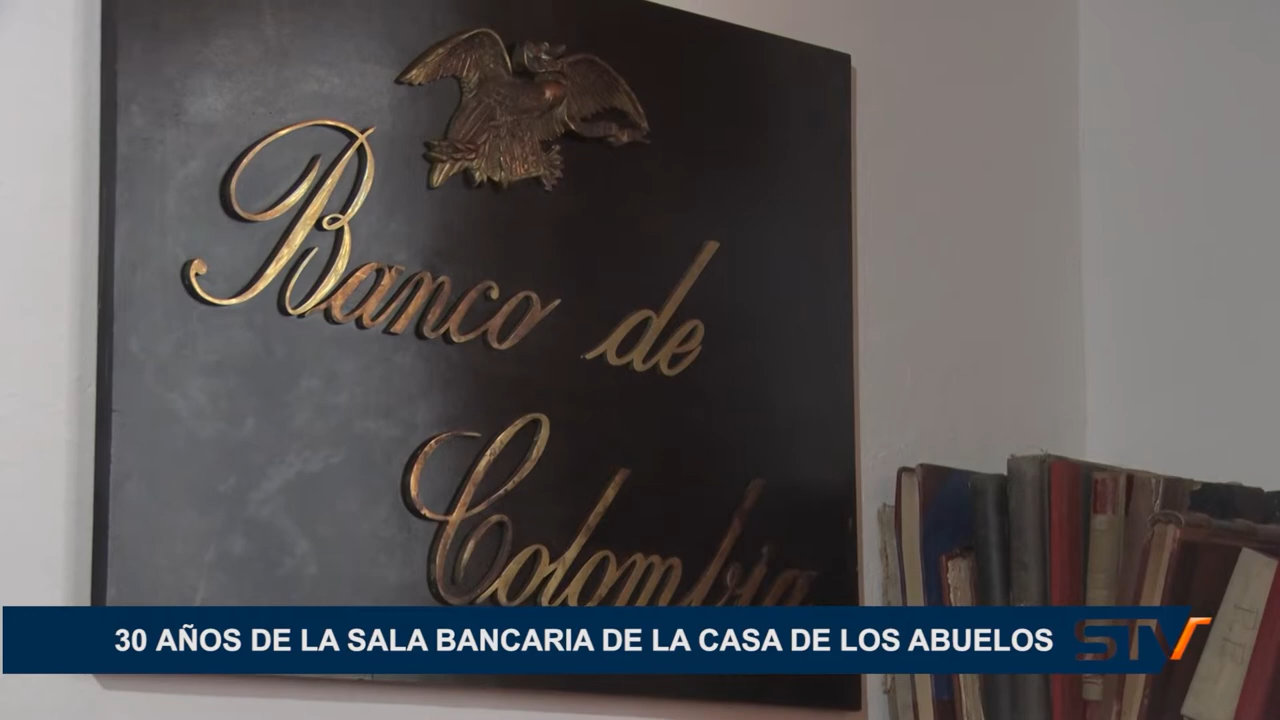 Banco de
Colombia
30 AÑOS DE LA SALA BANCARIA DE LA CASA DE LOS ABUELOS
STV